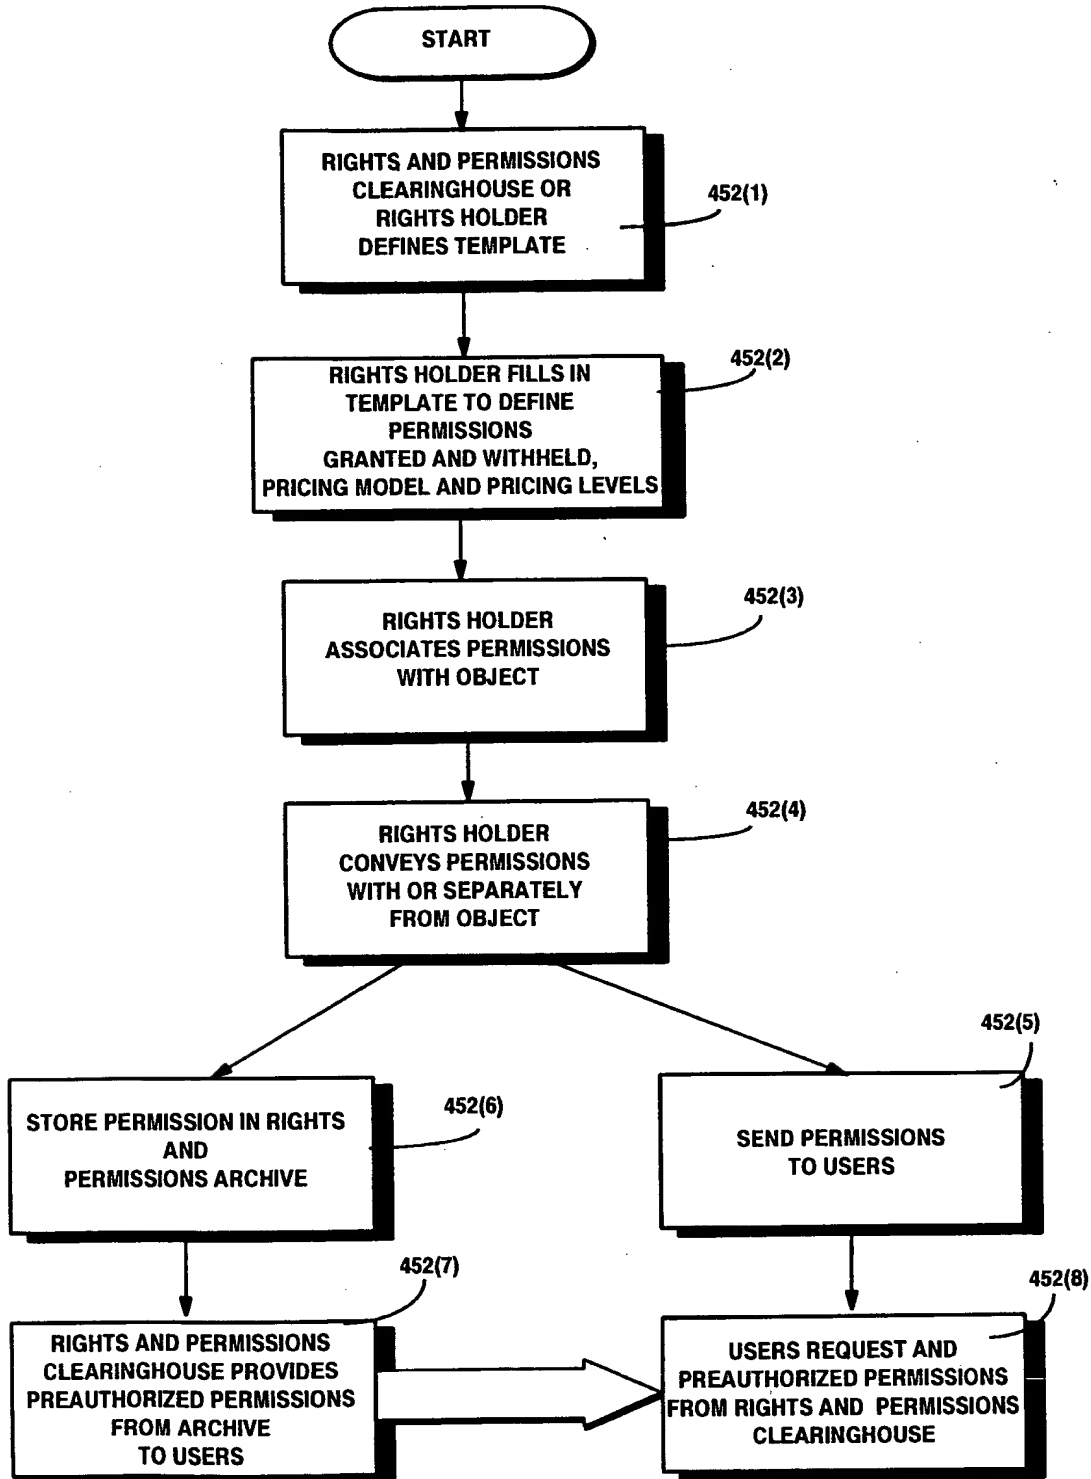 START
RIGHTS AND PERMISSIONS
CLEARINGHOUSE OR
RIGHTS HOLDER
DEFINES TEMPLATE
452(1)
452(2)
RIGHTS HOLDER FILLS IN
TEMPLATE TO DEFINE
PERMISSIONS
GRANTED AND WITHHELD,
PRICING MODEL AND PRICING LEVELS
452(3)
RIGHTS HOLDER
ASSOCIATES PERMISSIONS
WITH OBJECT
452(4)
RIGHTS HOLDER
CONVEYS PERMISSIONS
WITH OR SEPARATELY
FROM OBJECT
452(5)
452(6)
STORE PERMISSION IN RIGHTS
AND
PERMISSIONS ARCHIVE
SEND PERMISSIONS
TO USERS
452(7)
452(8)
RIGHTS AND PERMISSIONS
CLEARINGHOUSE PROVIDES
PREAUTHORIZED PERMISSIONS
FROM ARCHIVE
TO USERS
USERS REQUEST AND
PREAUTHORIZED PERMISSIONS
FROM RIGHTS AND PERMISSIONS
CLEARINGHOUSE